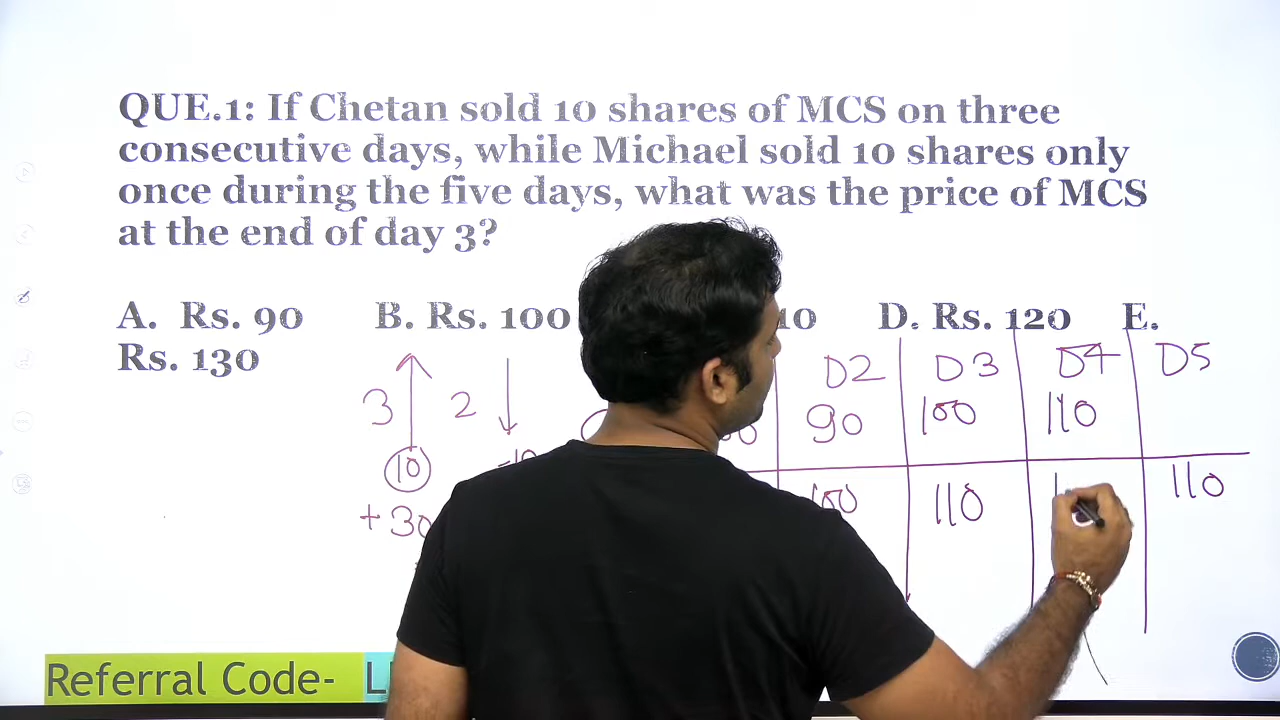 QUE.1: If Chetan sold 10 shares of MCS on three
consecutive days, while Michael sold 10 shares only
once during the five days, what was the price of MCS
at the end of day 3?
A. Rs. 90 B. Rs. 100 D. Rs. 120 E.
Rs. 130
D2 D3 D4 D5
3 2 90 100 110
10 100 110 110
+30
Referral Code-